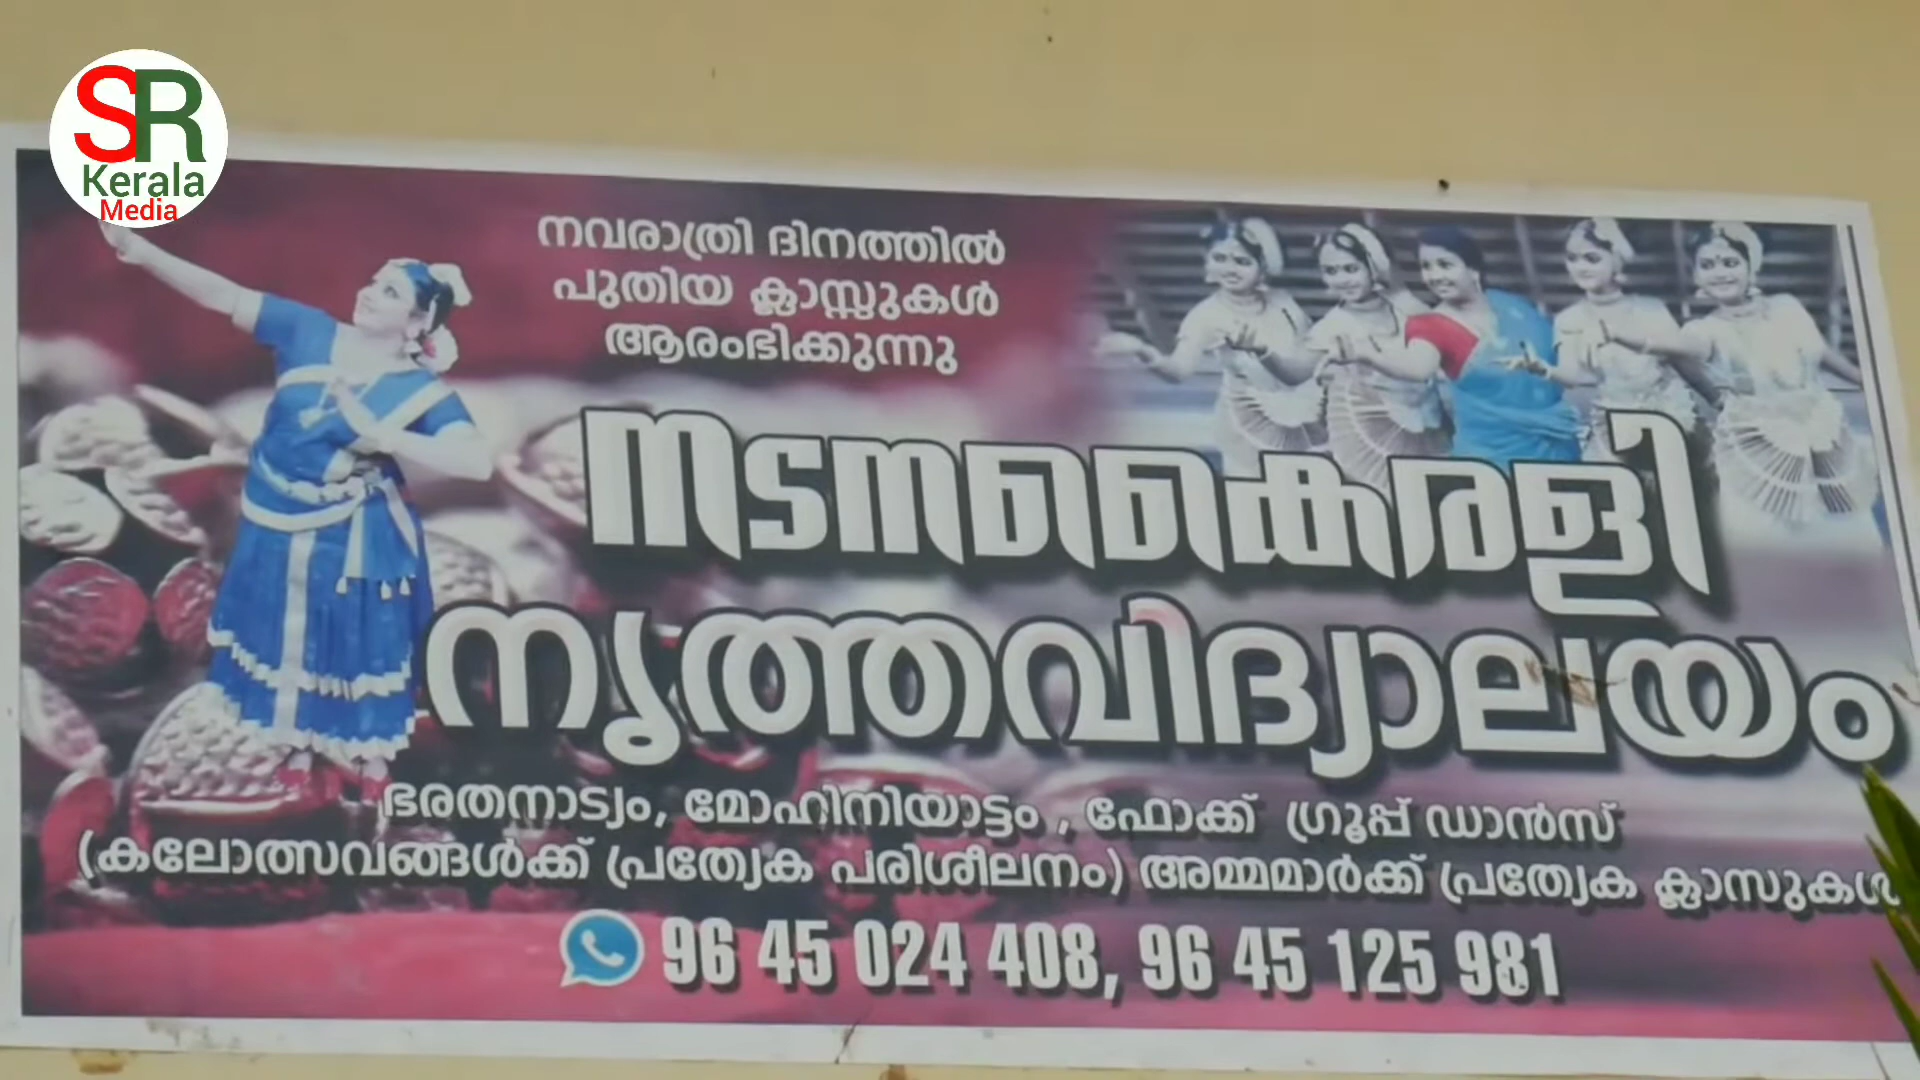 SR
Kerala
Media
നവരാത്രി ദിനത്തിൽ
പുതിയ ക്ലാസ്സുകൾ
ആരംഭിക്കുന്നു
നടനകൈരളി
നൃത്തവിദ്യാലയം
ഭരതനാട്യം, മോഹിനിയാട്ടം , ഫോക്ക് ഗ്രൂപ്പ് ഡാൻസ്
(കലോത്സവങ്ങൾക്ക് പ്രത്യേക പരിശീലനം) അമ്മമാർക്ക് പ്രത്യേക ക്ലാസുകൾ
96 45 024 408, 96 45 125 981